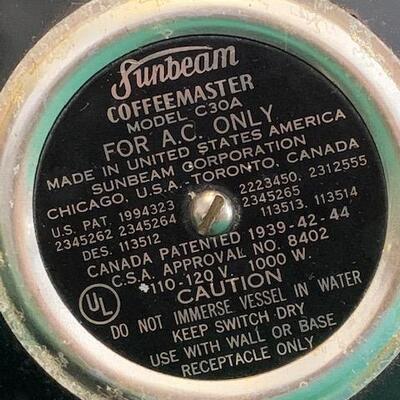 Sunbeam
COFFEEMASTER
MODEL C30A
FOR A.C. ONLY
MADE IN UNITED STATES AMERICA
SUNBEAM CORPORATION
CHICAGO, U.S.A. TORONTO, CANADA
U.S. PAT. 1994323 2223450, 2312555
2345262 2345264 2345265
DES. 113512 113513, 113514
CANADA PATENTED 1939-42-44
C.S.A. APPROVAL NO. 8402
110-120 V. 1000 W.
UL
CAUTION
DO NOT IMMERSE VESSEL IN WATER
KEEP SWITCH DRY
USE WITH WALL OR BASE
RECEPTACLE ONLY